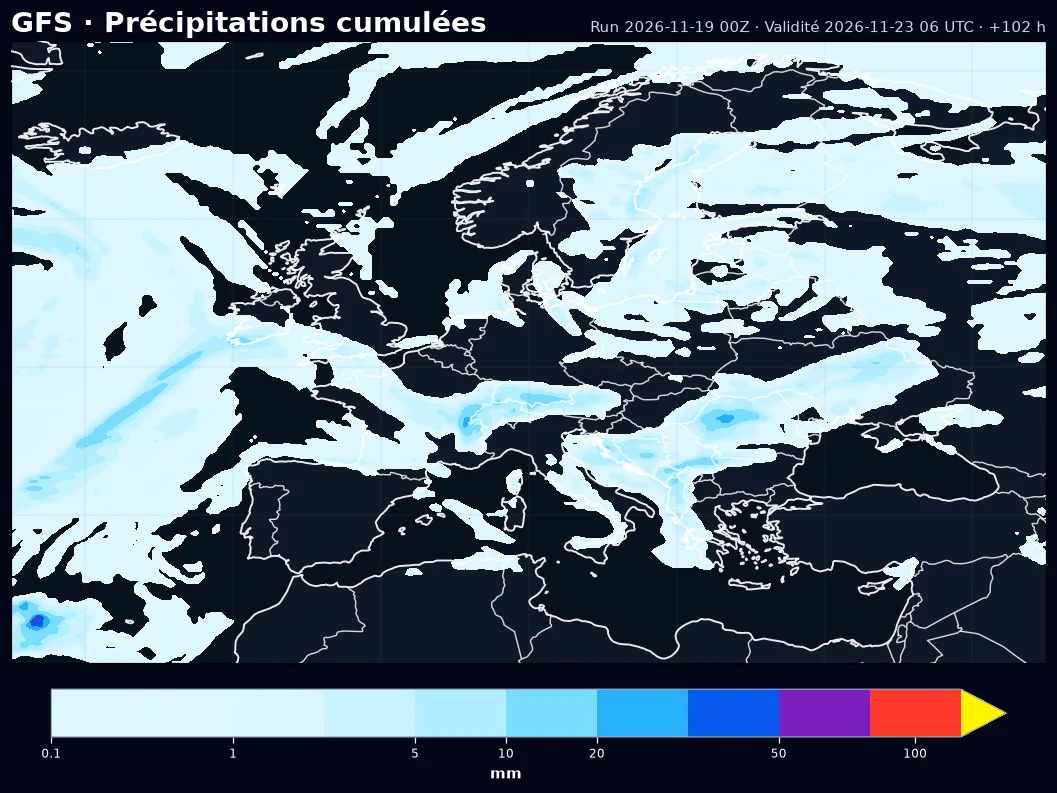 GFS · Précipitations cumulées
Run 2026-11-19 00Z · Validité 2026-11-23 06 UTC · +102 h
0.1 1 5 10 20 50 100
mm